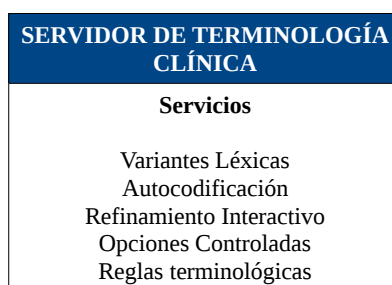 SERVIDOR DE TERMINOLOGÍA
CLÍNICA
Servicios
Variantes Léxicas
Autocodificación
Refinamiento Interactivo
Opciones Controladas
Reglas terminológicas